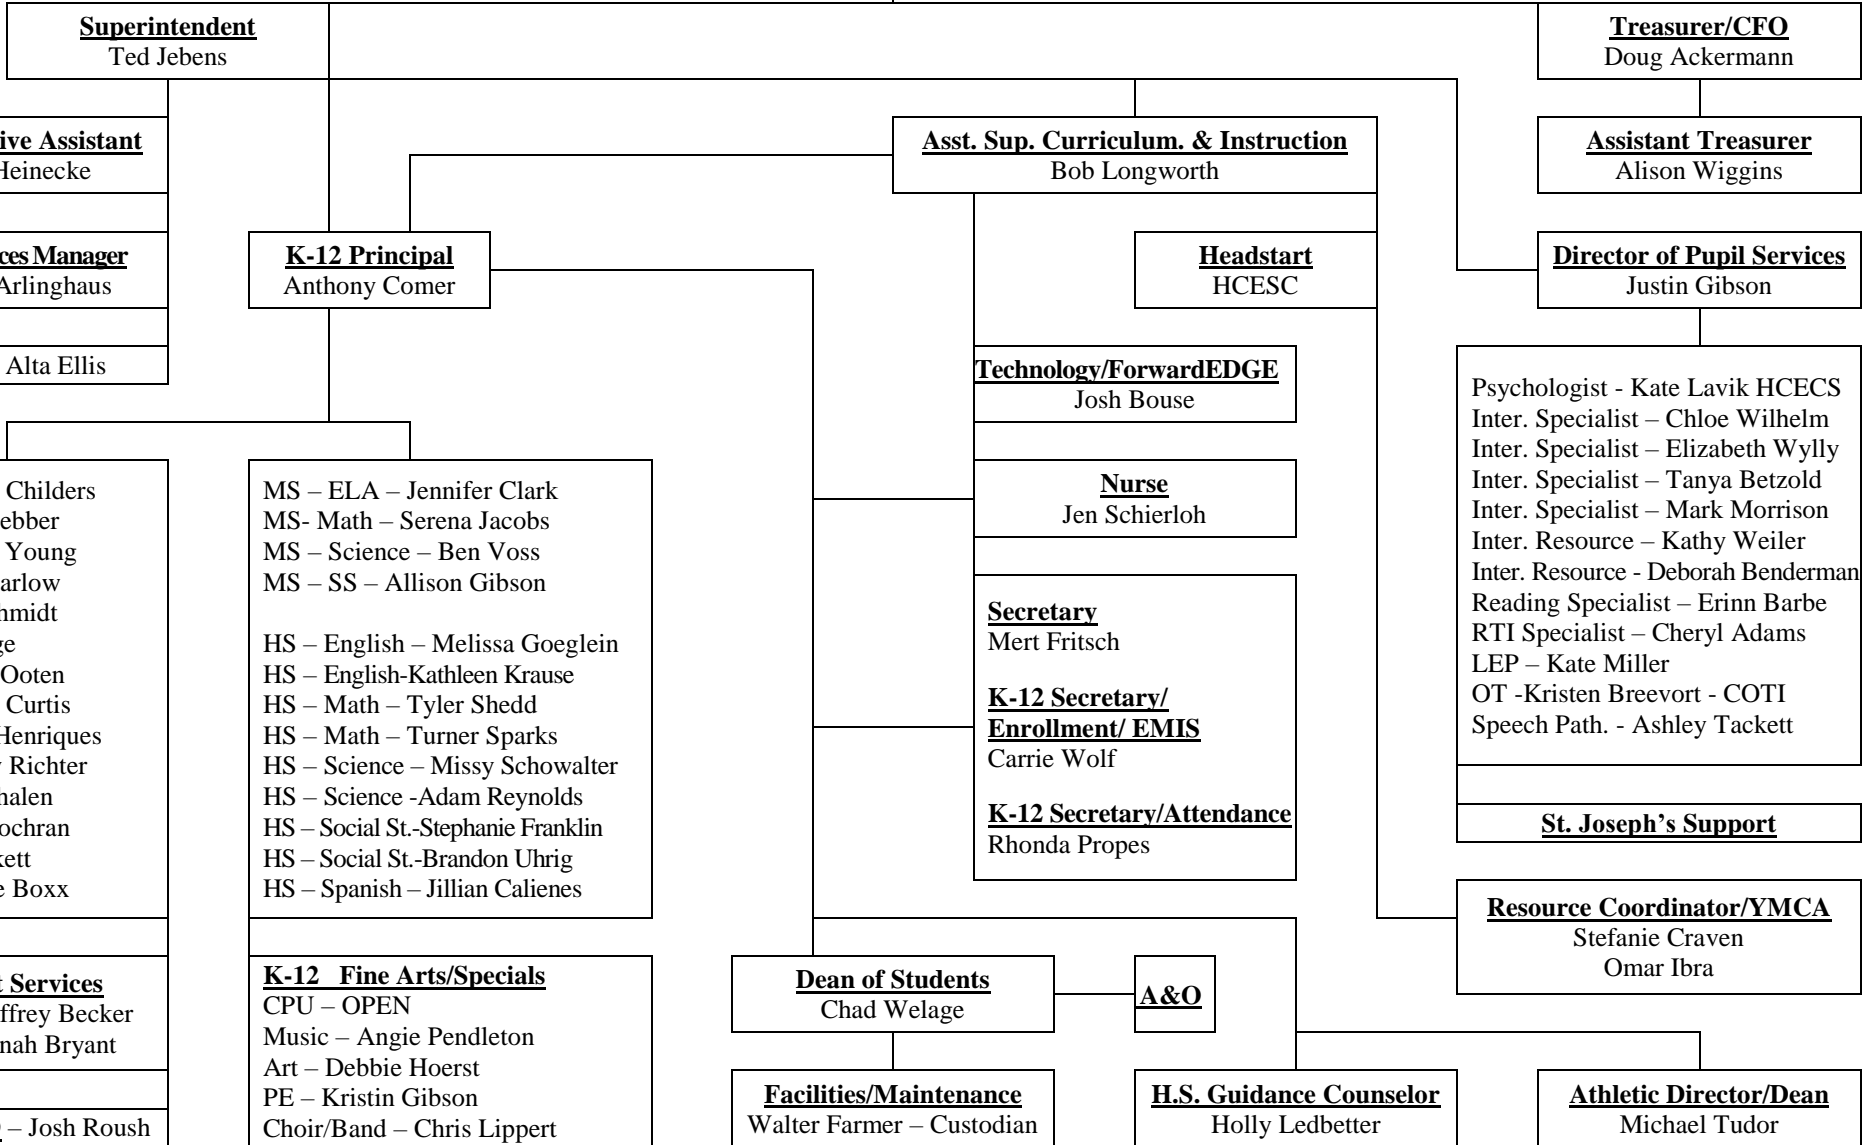 Superintendent
Ted Jebens
Treasurer/CFO
Doug Ackermann
Assistant
Heinecke
Asst. Sup. Curriculum. & Instruction
Bob Longworth
Assistant Treasurer
Alison Wiggins
Manager
Arlinghaus
K-12 Principal
Anthony Comer
Headstart
HCESC
Director of Pupil Services
Justin Gibson
Alta Ellis
Technology/ForwardEDGE
Josh Bouse
Psychologist - Kate Lavik HCECS
Inter. Specialist – Chloe Wilhelm
Inter. Specialist – Elizabeth Wylly
Inter. Specialist – Tanya Betzold
Inter. Specialist – Mark Morrison
Inter. Resource – Kathy Weiler
Inter. Resource - Deborah Benderman
Reading Specialist – Erinn Barbe
RTI Specialist – Cheryl Adams
LEP – Kate Miller
OT -Kristen Breevort - COTI
Speech Path. - Ashley Tackett
Childers
Young
Ooten
Curtis
Henriques
Richter
Boxx
MS – ELA – Jennifer Clark
MS- Math – Serena Jacobs
MS – Science – Ben Voss
MS – SS – Allison Gibson
HS – English – Melissa Goeglein
HS – English-Kathleen Krause
HS – Math – Tyler Shedd
HS – Math – Turner Sparks
HS – Science – Missy Schowalter
HS – Science -Adam Reynolds
HS – Social St.-Stephanie Franklin
HS – Social St.-Brandon Uhrig
HS – Spanish – Jillian Calienes
Nurse
Jen Schierloh
Secretary
Mert Fritsch
K-12 Secretary/
Enrollment/ EMIS
Carrie Wolf
K-12 Secretary/Attendance
Rhonda Propes
St. Joseph’s Support
Resource Coordinator/YMCA
Stefanie Craven
Omar Ibra
Services
Becker
Bryant
– Josh Roush
K-12 Fine Arts/Specials
CPU – OPEN
Music – Angie Pendleton
Art – Debbie Hoerst
PE – Kristin Gibson
Choir/Band – Chris Lippert
Dean of Students
Chad Welage
A&O
Facilities/Maintenance
Walter Farmer – Custodian
H.S. Guidance Counselor
Holly Ledbetter
Athletic Director/Dean
Michael Tudor